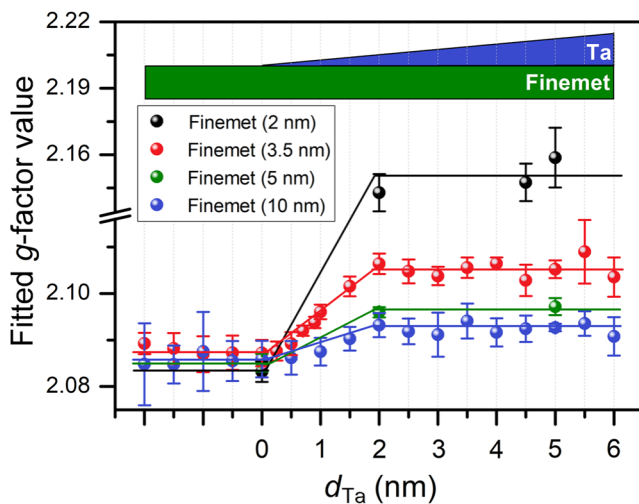 2.22
Ta
2.19
Finemet
Finemet (2 nm)
Finemet (3.5 nm)
2.16
Finemet (5 nm)
Finemet (10 nm)
Fitted g-factor value
2.10
2.08
0 1 2 3 4 5 6
dTa (nm)